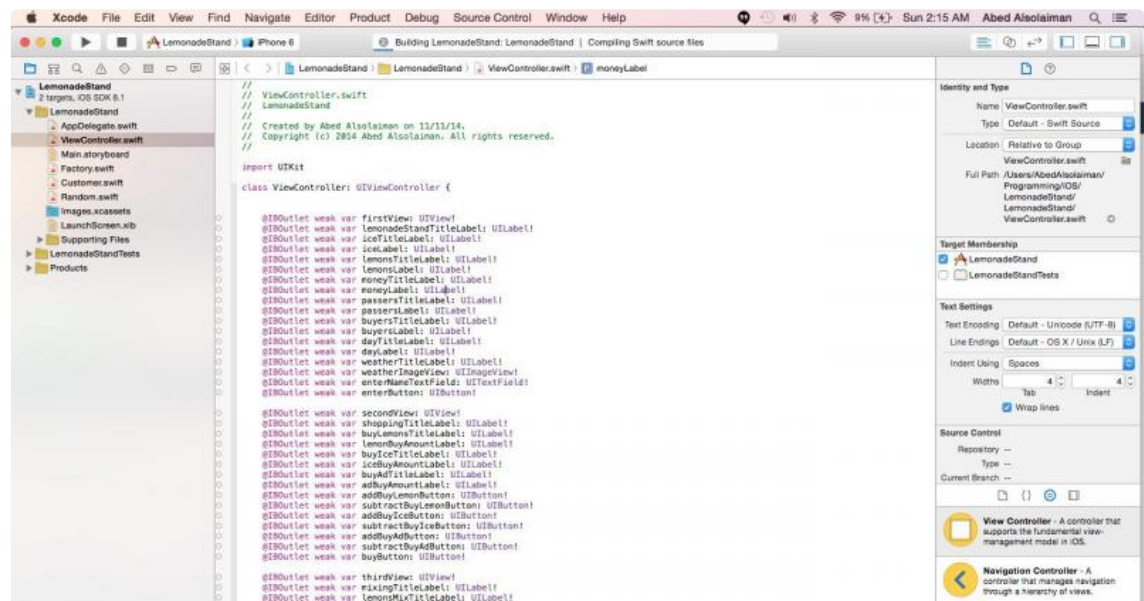 Xcode File Edit View Find Navigate Editor Product Debug Source Control Window Help 9% Sun 2:15 AM Abed Alsolaiman
LemonadeStand iPhone 6 Building LemonadeStand: LemonadeStand | Compiling Swift source files
LemonadeStand LemonadeStand ViewController.swift moneyLabel
LemonadeStand
2 targets, iOS SDK 8.1
LemonadeStand
AppDelegate.swift
ViewController.swift
Main.storyboard
Factory.swift
Customer.swift
Random.swift
Images.xcassets
LaunchScreen.xib
Supporting Files
LemonadeStandTests
Products
//
// ViewController.swift
// LemonadeStand
//
// Created by Abed Alsolaiman on 11/11/14.
// Copyright (c) 2014 Abed Alsolaiman. All rights reserved.
//
import UIKit
class ViewController: UIViewController {
@IBOutlet weak var firstView: UIView!
@IBOutlet weak var lemonadeStandTitleLabel: UILabel!
@IBOutlet weak var iceTitleLabel: UILabel!
@IBOutlet weak var iceLabel: UILabel!
@IBOutlet weak var lemonsTitleLabel: UILabel!
@IBOutlet weak var lemonsLabel: UILabel!
@IBOutlet weak var moneyTitleLabel: UILabel!
@IBOutlet weak var moneyLabel: UILabel!
@IBOutlet weak var passersTitleLabel: UILabel!
@IBOutlet weak var passersLabel: UILabel!
@IBOutlet weak var buyersTitleLabel: UILabel!
@IBOutlet weak var buyersLabel: UILabel!
@IBOutlet weak var dayTitleLabel: UILabel!
@IBOutlet weak var dayLabel: UILabel!
@IBOutlet weak var weatherTitleLabel: UILabel!
@IBOutlet weak var weatherImageView: UIImageView!
@IBOutlet weak var enterNameTextField: UITextField!
@IBOutlet weak var enterButton: UIButton!
@IBOutlet weak var secondView: UIView!
@IBOutlet weak var shoppingTitleLabel: UILabel!
@IBOutlet weak var buyLemonsTitleLabel: UILabel!
@IBOutlet weak var lemonBuyAmountLabel: UILabel!
@IBOutlet weak var buyIceTitleLabel: UILabel!
@IBOutlet weak var iceBuyAmountLabel: UILabel!
@IBOutlet weak var buyAdTitleLabel: UILabel!
@IBOutlet weak var adBuyAmountLabel: UILabel!
@IBOutlet weak var addBuyLemonButton: UIButton!
@IBOutlet weak var subtractBuyLemonButton: UIButton!
@IBOutlet weak var addBuyIceButton: UIButton!
@IBOutlet weak var subtractBuyIceButton: UIButton!
@IBOutlet weak var addBuyAdButton: UIButton!
@IBOutlet weak var subtractBuyAdButton: UIButton!
@IBOutlet weak var buyButton: UIButton!
@IBOutlet weak var thirdView: UIView!
@IBOutlet weak var mixingTitleLabel: UILabel!
@IBOutlet weak var lemonsMixTitleLabel: UILabel!
Identity and Type
Name ViewController.swift
Type Default - Swift Source
Location Relative to Group
ViewController.swift
Full Path /Users/AbedAlsolaiman/
Programming/iOS/
LemonadeStand/
LemonadeStand/
ViewController.swift
Target Membership
LemonadeStand
LemonadeStandTests
Text Settings
Text Encoding Default - Unicode (UTF-8)
Line Endings Default - OS X / Unix (LF)
Indent Using Spaces
Widths 4 4
Tab Indent
Wrap lines
Source Control
Repository --
Type --
Current Branch --
View Controller - A controller that
supports the fundamental view-
management model in iOS.
Navigation Controller - A
controller that manages navigation
through a hierarchy of views.